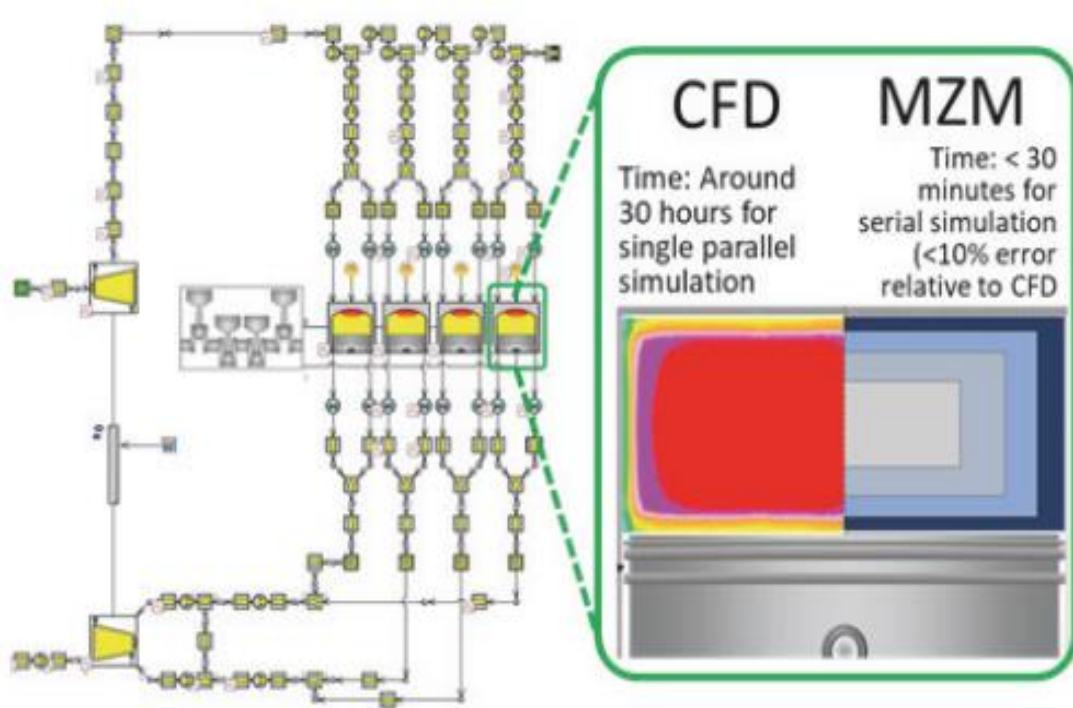 CFD
Time: Around
30 hours for
single parallel
simulation
MZM
Time: < 30
minutes for
serial simulation
(<10% error
relative to CFD